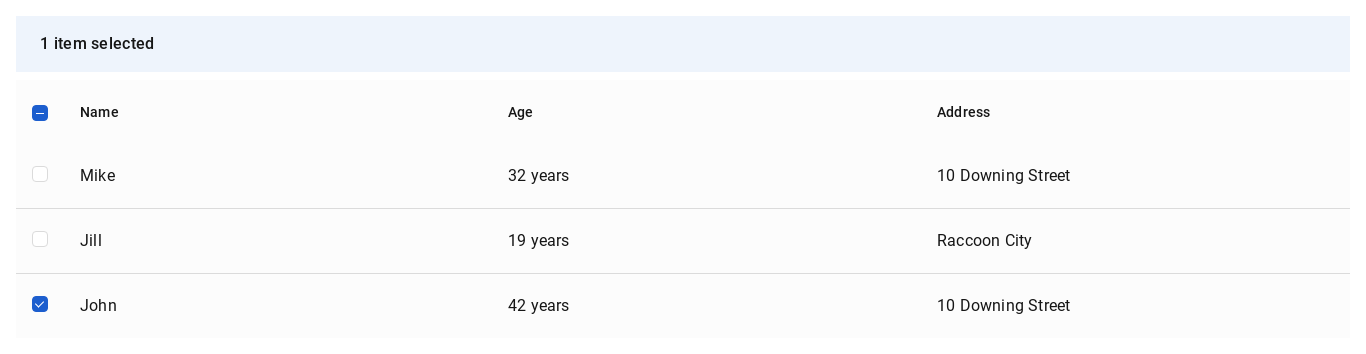 1 item selected
Name Age Address
Mike 32 years 10 Downing Street
Jill 19 years Raccoon City
John 42 years 10 Downing Street